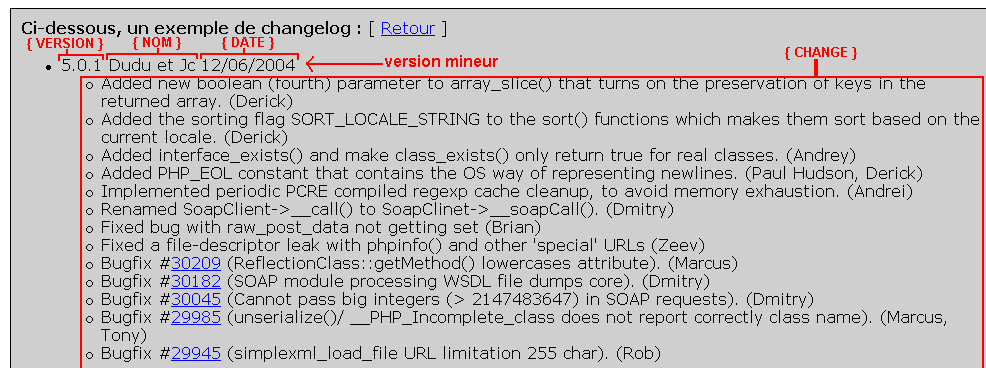 Ci-dessous, un exemple de changelog : [ Retour ]
{ VERSION } { NOM } { DATE } { CHANGE }
5.0.1 Dudu et Jc 12/06/2004 version mineur
Added new boolean (fourth) parameter to array_slice() that turns on the preservation of keys in the
returned array. (Derick)
Added the sorting flag SORT_LOCALE_STRING to the sort() functions which makes them sort based on the
current locale. (Derick)
Added interface_exists() and make class_exists() only return true for real classes. (Andrey)
Added PHP_EOL constant that contains the OS way of representing newlines. (Paul Hudson, Derick)
Implemented periodic PCRE compiled regexp cache cleanup, to avoid memory exhaustion. (Andrei)
Renamed SoapClient->__call() to SoapClinet->__soapCall(). (Dmitry)
Fixed bug with raw_post_data not getting set (Brian)
Fixed a file-descriptor leak with phpinfo() and other 'special' URLs (Zeev)
Bugfix #30209 (ReflectionClass::getMethod() lowercases attribute). (Marcus)
Bugfix #30182 (SOAP module processing WSDL file dumps core). (Dmitry)
Bugfix #30045 (Cannot pass big integers (> 2147483647) in SOAP requests). (Dmitry)
Bugfix #29985 (unserialize()/ __PHP_Incomplete_class does not report correctly class name). (Marcus,
Tony)
Bugfix #29945 (simplexml_load_file URL limitation 255 char). (Rob)